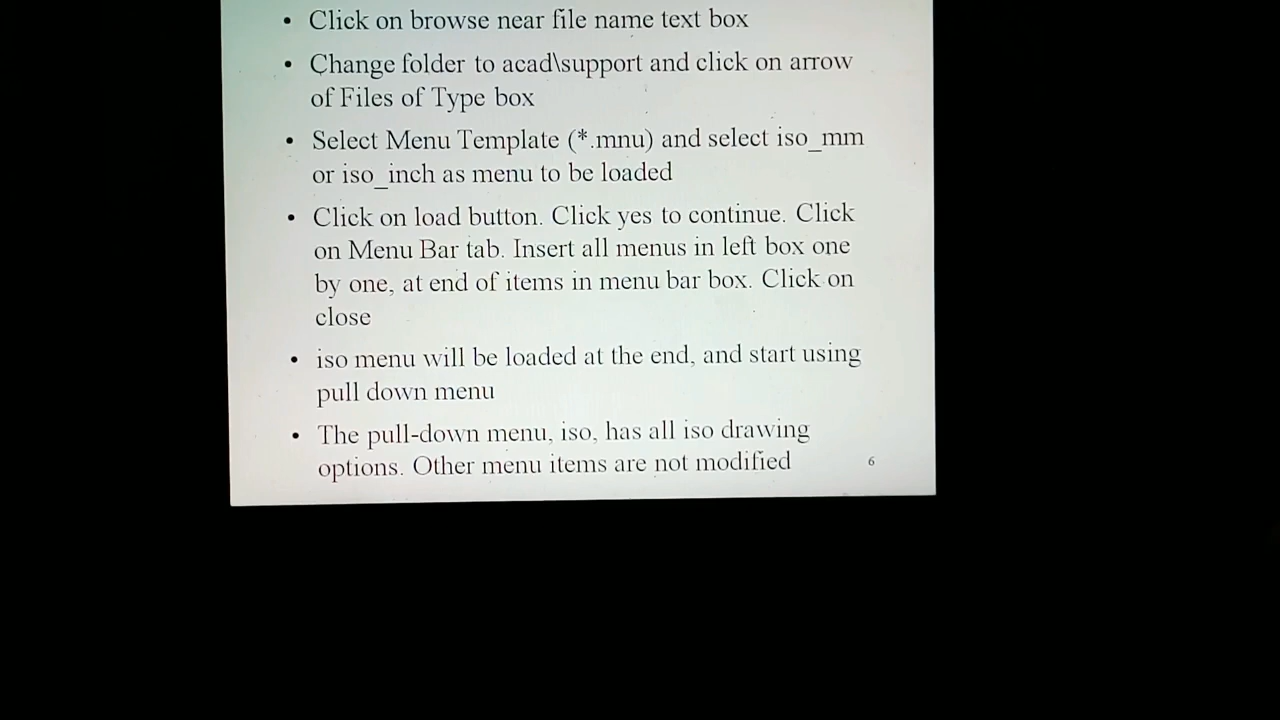 • Click on browse near file name text box
• Change folder to acad\support and click on arrow
of Files of Type box
• Select Menu Template (*.mnu) and select iso_mm
or iso_inch as menu to be loaded
• Click on load button. Click yes to continue. Click
on Menu Bar tab. Insert all menus in left box one
by one, at end of items in menu bar box. Click on
close
• iso menu will be loaded at the end, and start using
pull down menu
• The pull-down menu, iso, has all iso drawing
options. Other menu items are not modified
6